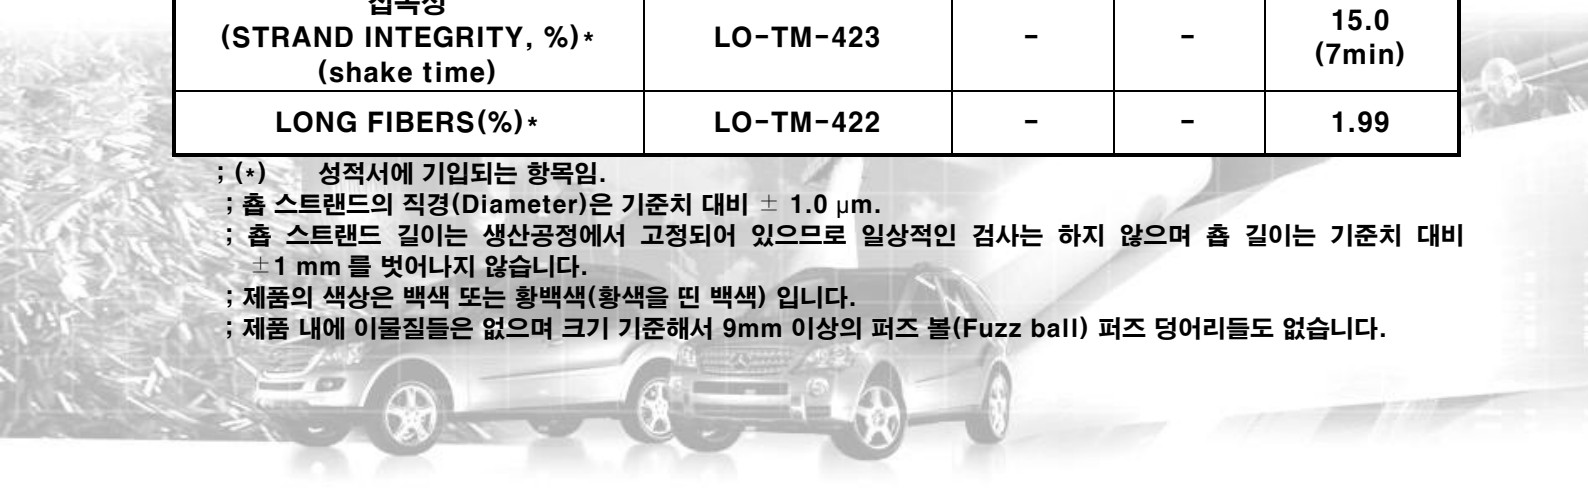 집속성
(STRAND INTEGRITY, %)*
(shake time)
LO-TM-423
-
-
15.0
(7min)
LONG FIBERS(%)*
LO-TM-422
-
-
1.99
; (*) 성적서에 기입되는 항목임.
; 촙 스트랜드의 직경(Diameter)은 기준치 대비 ± 1.0 μm.
; 촙 스트랜드 길이는 생산공정에서 고정되어 있으므로 일상적인 검사는 하지 않으며 촙 길이는 기준치 대비
±1 mm 를 벗어나지 않습니다.
; 제품의 색상은 백색 또는 황백색(황색을 띤 백색) 입니다.
; 제품 내에 이물질들은 없으며 크기 기준해서 9mm 이상의 퍼즈 볼(Fuzz ball) 퍼즈 덩어리들도 없습니다.